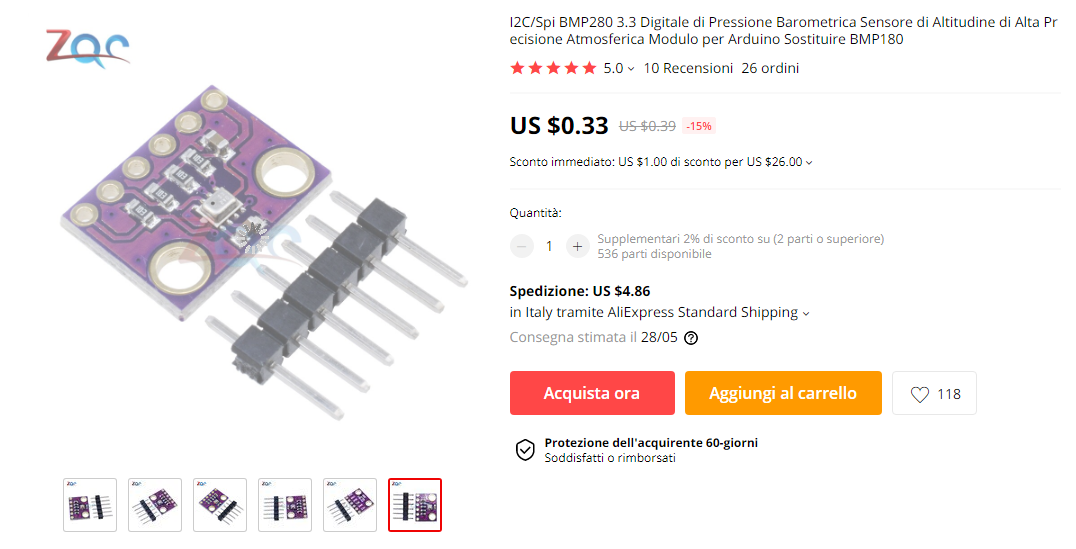 ZQC
I2C/Spi BMP280 3.3 Digitale di Pressione Barometrica Sensore di Altitudine di Alta Pr
ecisione Atmosferica Modulo per Arduino Sostituire BMP180
5.0 10 Recensioni 26 ordini
US $0.33 US $0.39 -15%
Sconto immediato: US $1.00 di sconto per US $26.00
Quantità:
1 + Supplementari 2% di sconto su (2 parti o superiore)
536 parti disponibile
Spedizione: US $4.86
in Italy tramite AliExpress Standard Shipping
Consegna stimata il 28/05
Acquista ora Aggiungi al carrello 118
Protezione dell'acquirente 60-giorni
Soddisfatti o rimborsati